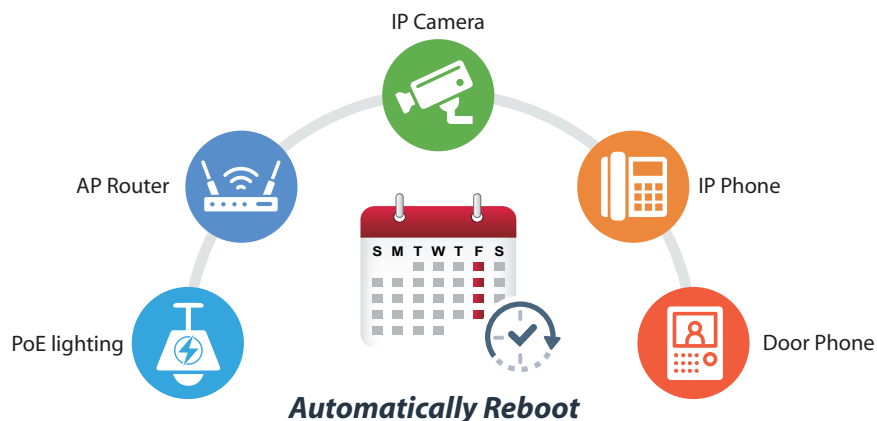 IP Camera
AP Router
IP Phone
S M T W T F S
PoE lighting
Door Phone
Automatically Reboot